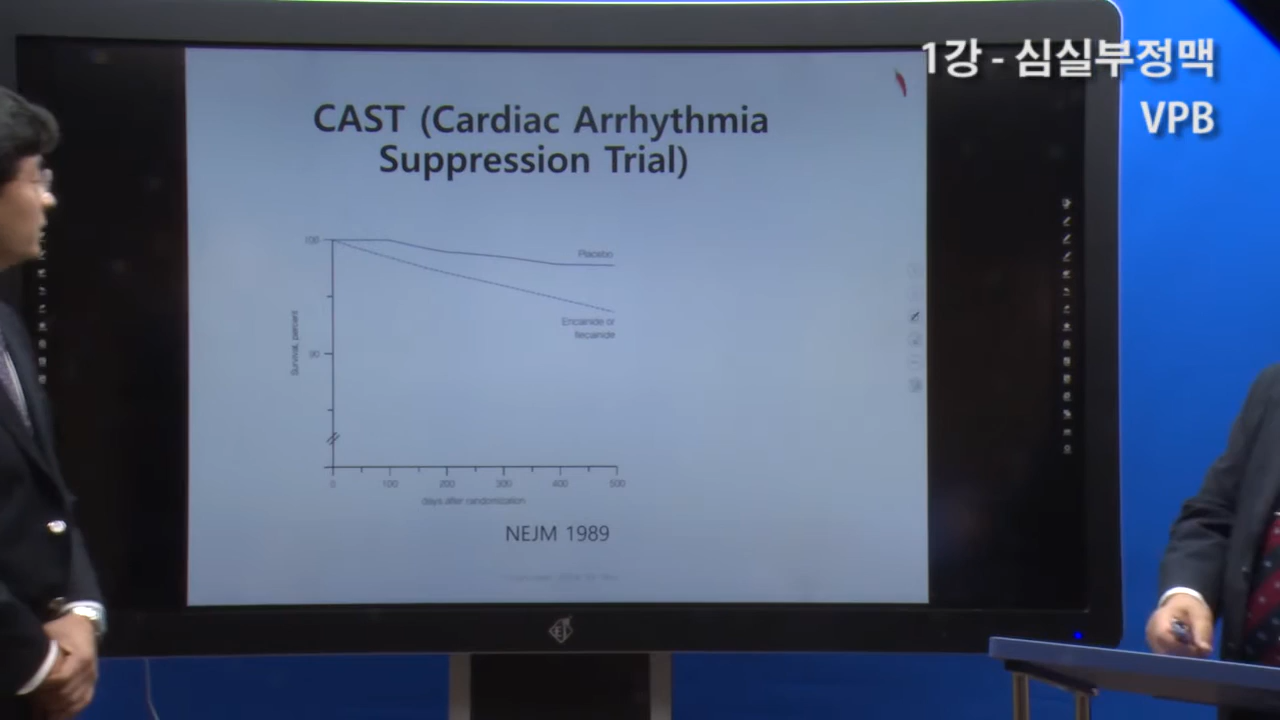 1강 - 심실부정맥
VPB
CAST (Cardiac Arrhythmia
Suppression Trial)
100
Placebo
Encainide or
flecainide
Survival, percent
90
0 100 200 300 400 500
days after randomization
NEJM 1989